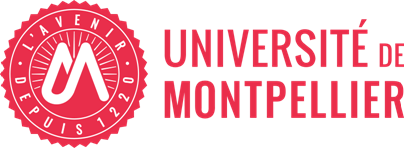 · L'AVENIR ·
DEPUIS 1220
UNIVERSITÉ DE
MONTPELLIER